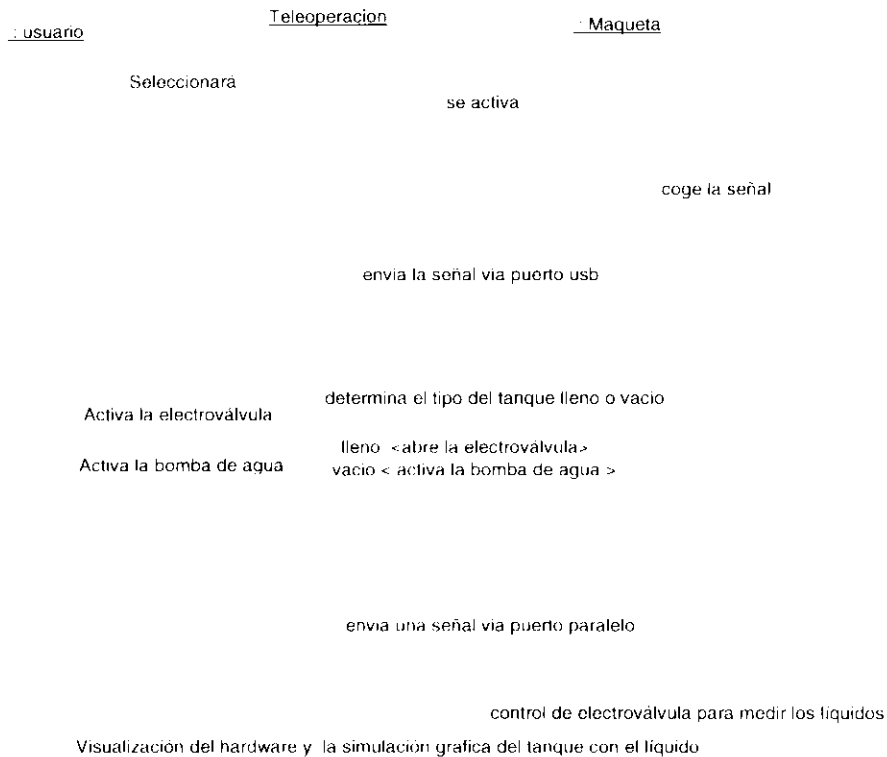 : usuario
Teleoperacion
: Maqueta
Seleccionará
se activa
coge la señal
envia la señal via puerto usb
determina el tipo del tanque lleno o vacio
Activa la electroválvula
lleno <abre la electroválvula>
Activa la bomba de agua
vacio < activa la bomba de agua >
envia una señal via puerto paralelo
control de electroválvula para medir los líquidos
Visualización del hardware y la simulación grafica del tanque con el líquido